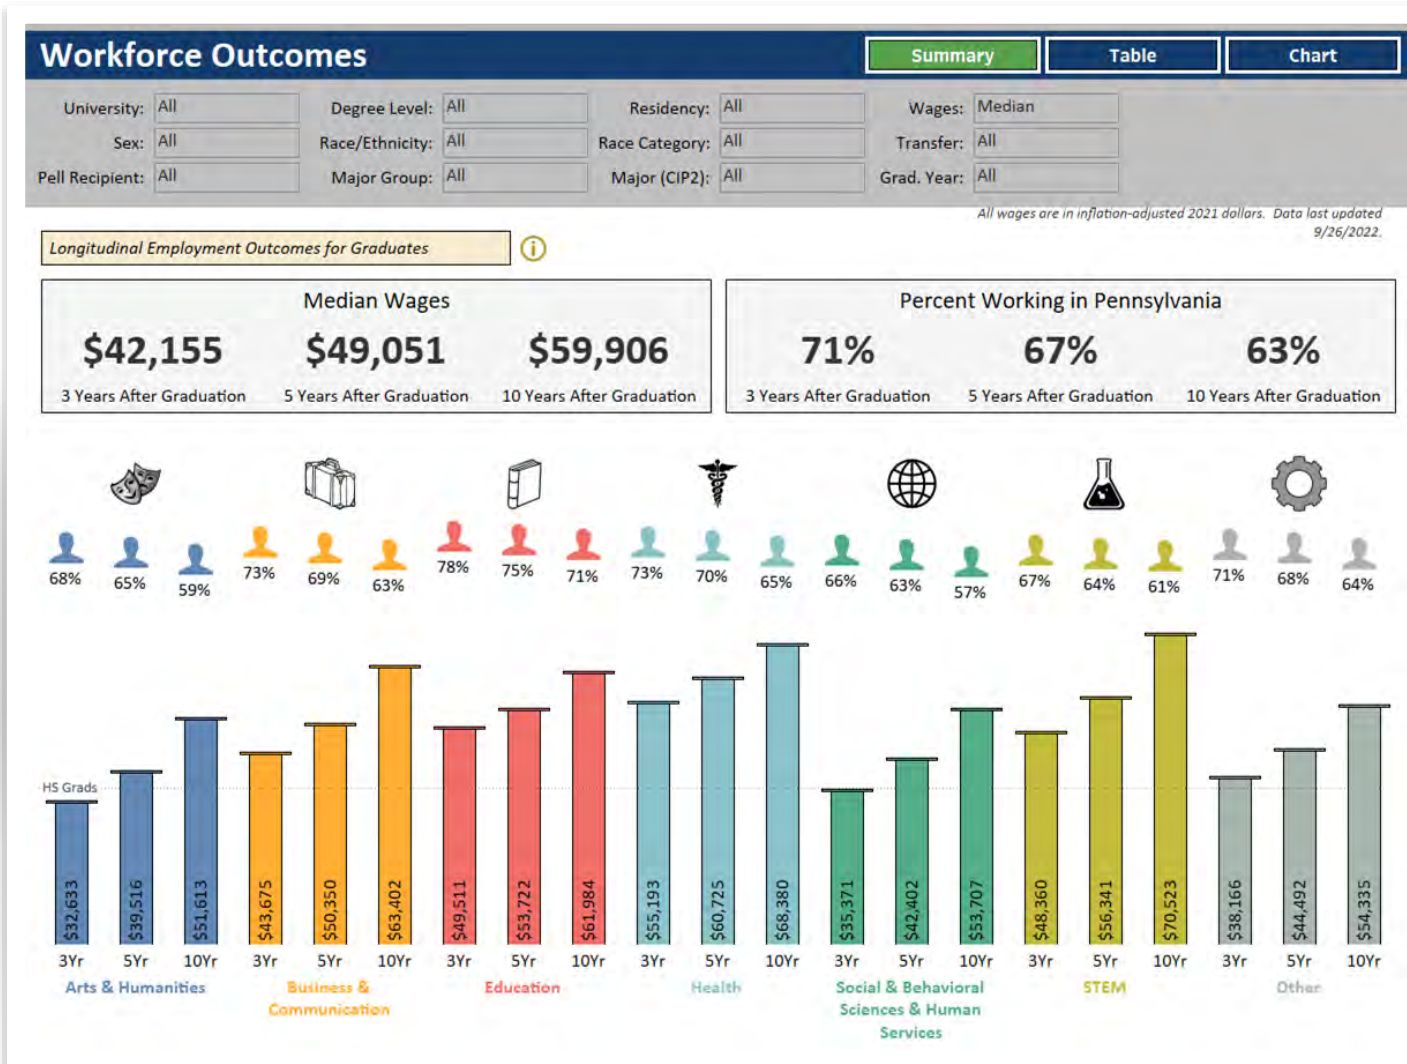 Workforce Outcomes
Summary
Table
Chart
University: All
Degree Level: All
Residency: All
Wages: Median
Sex: All
Race/Ethnicity: All
Race Category: All
Transfer: All
Pell Recipient: All
Major Group: All
Major (CIP2): All
Grad. Year: All
All wages are in inflation-adjusted 2021 dollars. Data last updated
9/26/2022.
Longitudinal Employment Outcomes for Graduates
i
Median Wages
$42,155 $49,051 $59,906
3 Years After Graduation 5 Years After Graduation 10 Years After Graduation
Percent Working in Pennsylvania
71% 67% 63%
3 Years After Graduation 5 Years After Graduation 10 Years After Graduation
68% 65% 59% 73% 69% 63% 78% 75% 71% 73% 70% 65% 66% 63% 57% 67% 64% 61% 71% 68% 64%
HS Grads
$32,633 $39,516 $51,613 $43,675 $50,350 $63,402 $49,511 $53,722 $61,984 $55,193 $60,725 $68,380 $35,371 $42,402 $53,707 $48,360 $56,341 $70,523 $38,166 $44,492 $54,335
3Yr 5Yr 10Yr 3Yr 5Yr 10Yr 3Yr 5Yr 10Yr 3Yr 5Yr 10Yr 3Yr 5Yr 10Yr 3Yr 5Yr 10Yr 3Yr 5Yr 10Yr
Arts & Humanities
Business &
Communication
Education
Health
Social & Behavioral
Sciences & Human
Services
STEM
Other